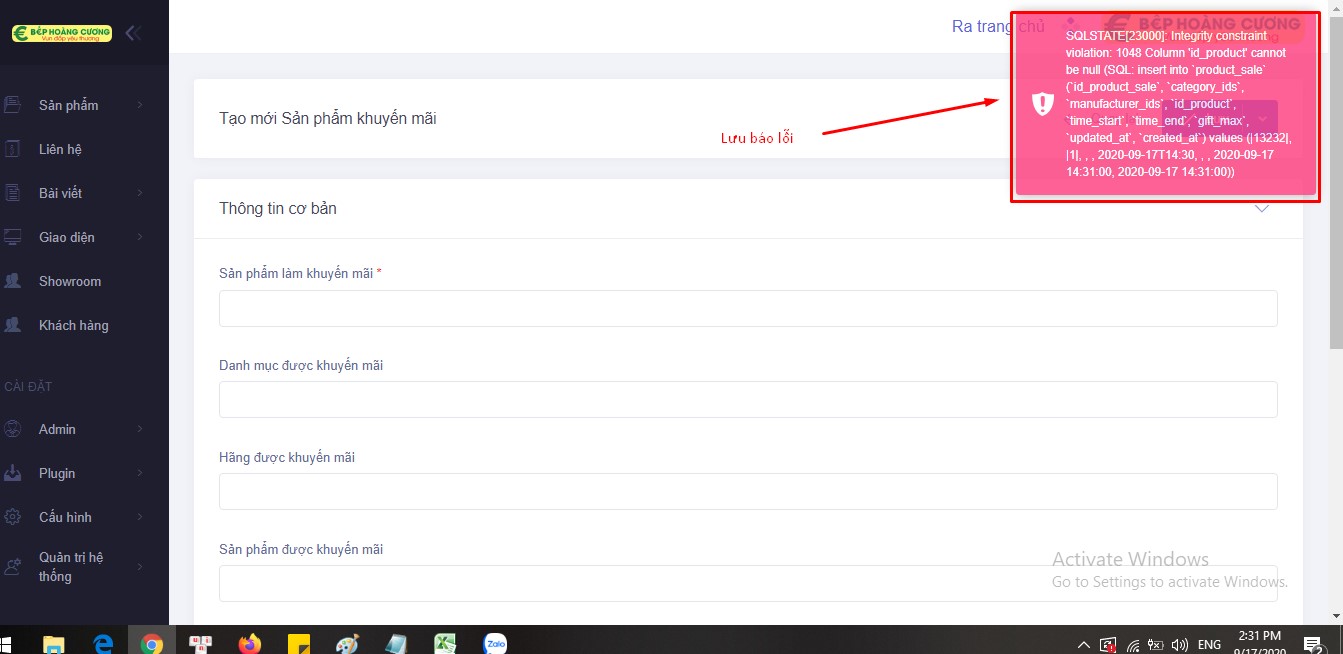 BẾP HOÀNG CƯƠNG
Vun đắp yêu thương
Ra trang chủ
BẾP HOÀNG CƯƠNG
SQLSTATE[23000]: Integrity constraint
violation: 1048 Column 'id_product' cannot
be null (SQL: insert into `product_sale`
(`id_product_sale`, `category_ids`,
`manufacturer_ids`, `id_product`,
`time_start`, `time_end`, `gift_max`,
`updated_at`, `created_at`) values (|13232|,
|1|, , , 2020-09-17T14:30, , , 2020-09-17
14:31:00, 2020-09-17 14:31:00))
Lưu báo lỗi
Tạo mới Sản phẩm khuyến mãi
Thông tin cơ bản
Sản phẩm làm khuyến mãi *
Danh mục được khuyến mãi
Hãng được khuyến mãi
Sản phẩm được khuyến mãi
Sản phẩm
Liên hệ
Bài viết
Giao diện
Showroom
Khách hàng
CÀI ĐẶT
Admin
Plugin
Cấu hình
Quản trị hệ
thống
Activate Windows
Go to Settings to activate Windows.
Zalo
ENG
2:31 PM
9/17/2020
2